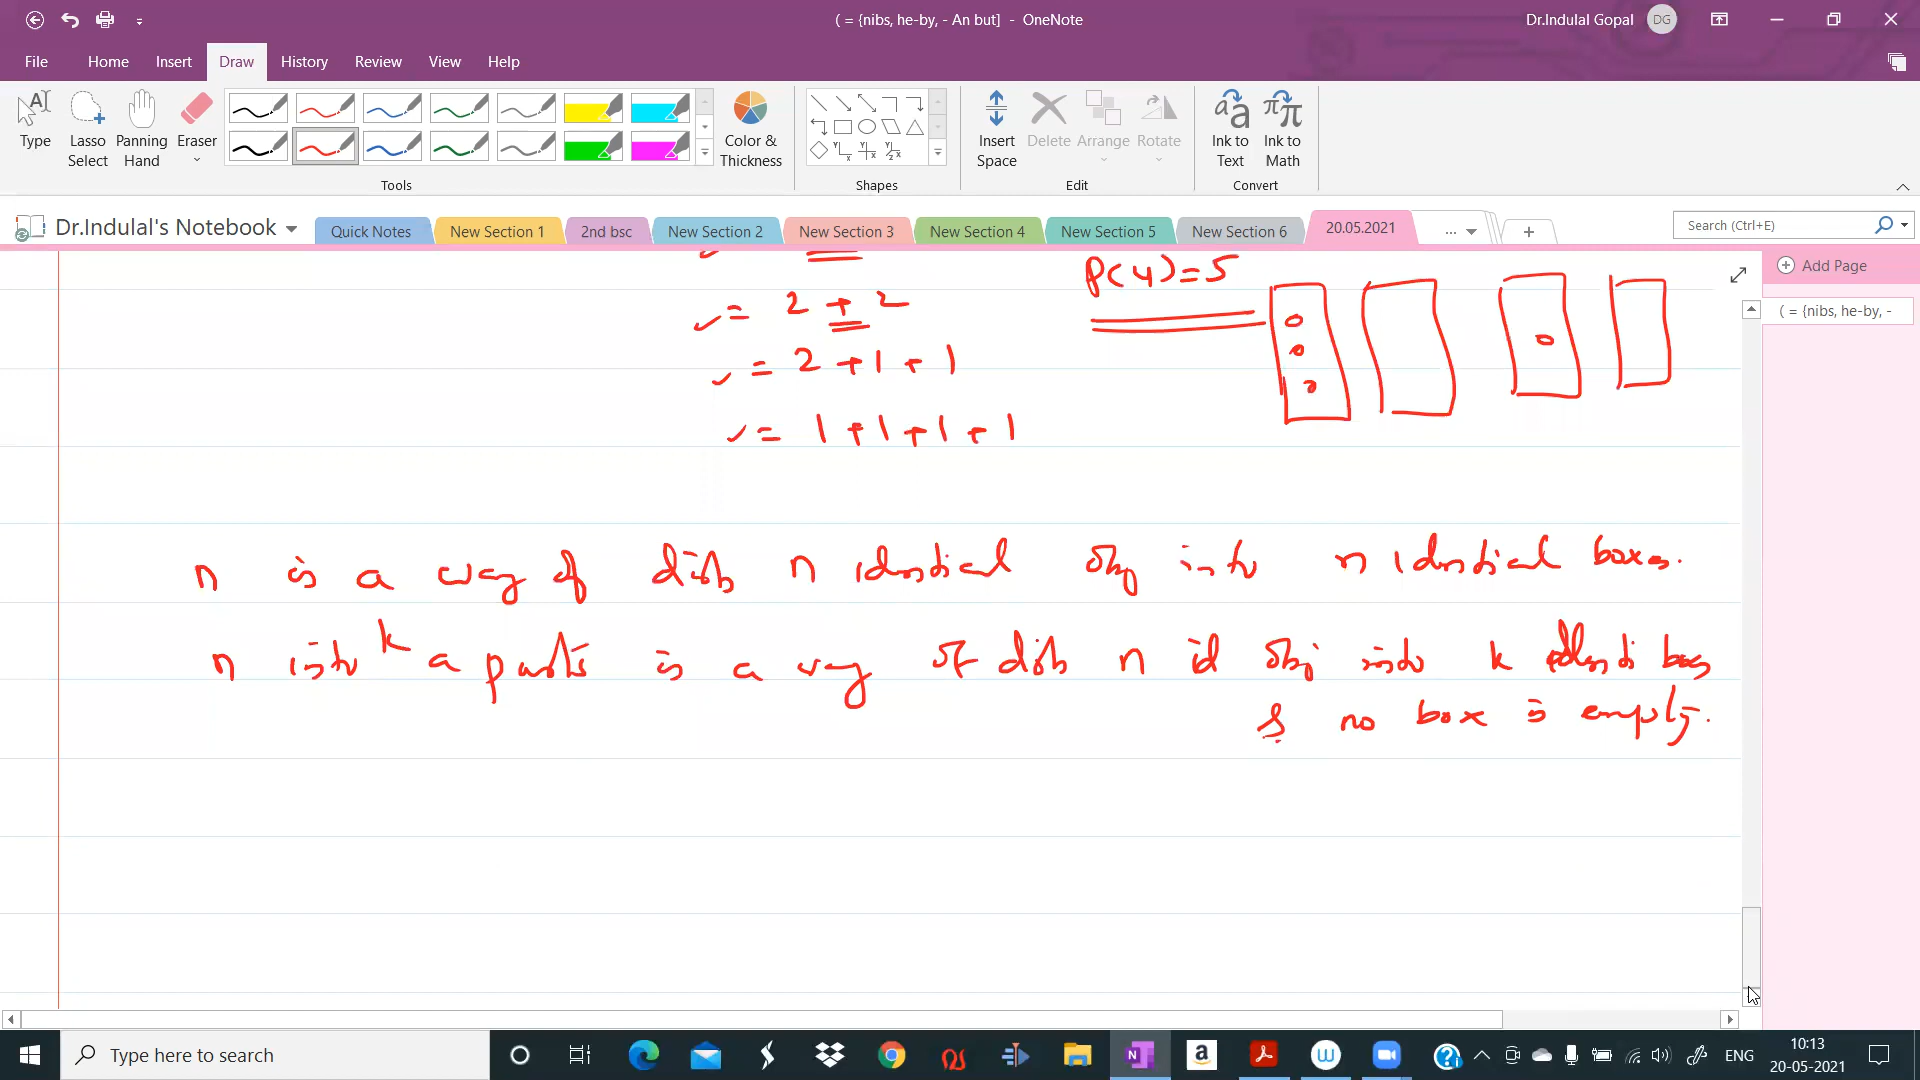 ( = {nibs, he-by, - An but] - OneNote
Dr.Indulal Gopal DG
File Home Insert Draw History Review View Help
Type Lasso Select Panning Hand Eraser Color & Thickness Insert Space Delete Arrange Rotate Ink to Text Ink to Math
Tools Shapes Edit Convert
Dr.Indulal's Notebook Quick Notes New Section 1 2nd bsc New Section 2 New Section 3 New Section 4 New Section 5 New Section 6 20.05.2021 ... Search (Ctrl+E)
Add Page
( = {nibs, he-by, -
P(4)=5
= 2 + 2
= 2 + 1 + 1
= 1 + 1 + 1 + 1
n is a way of dist n identical obj into n identical boxes.
n into k a parts is a way of dist n id obj into k identi boxes
& no box is empty.
Type here to search
ENG 10:13
20-05-2021